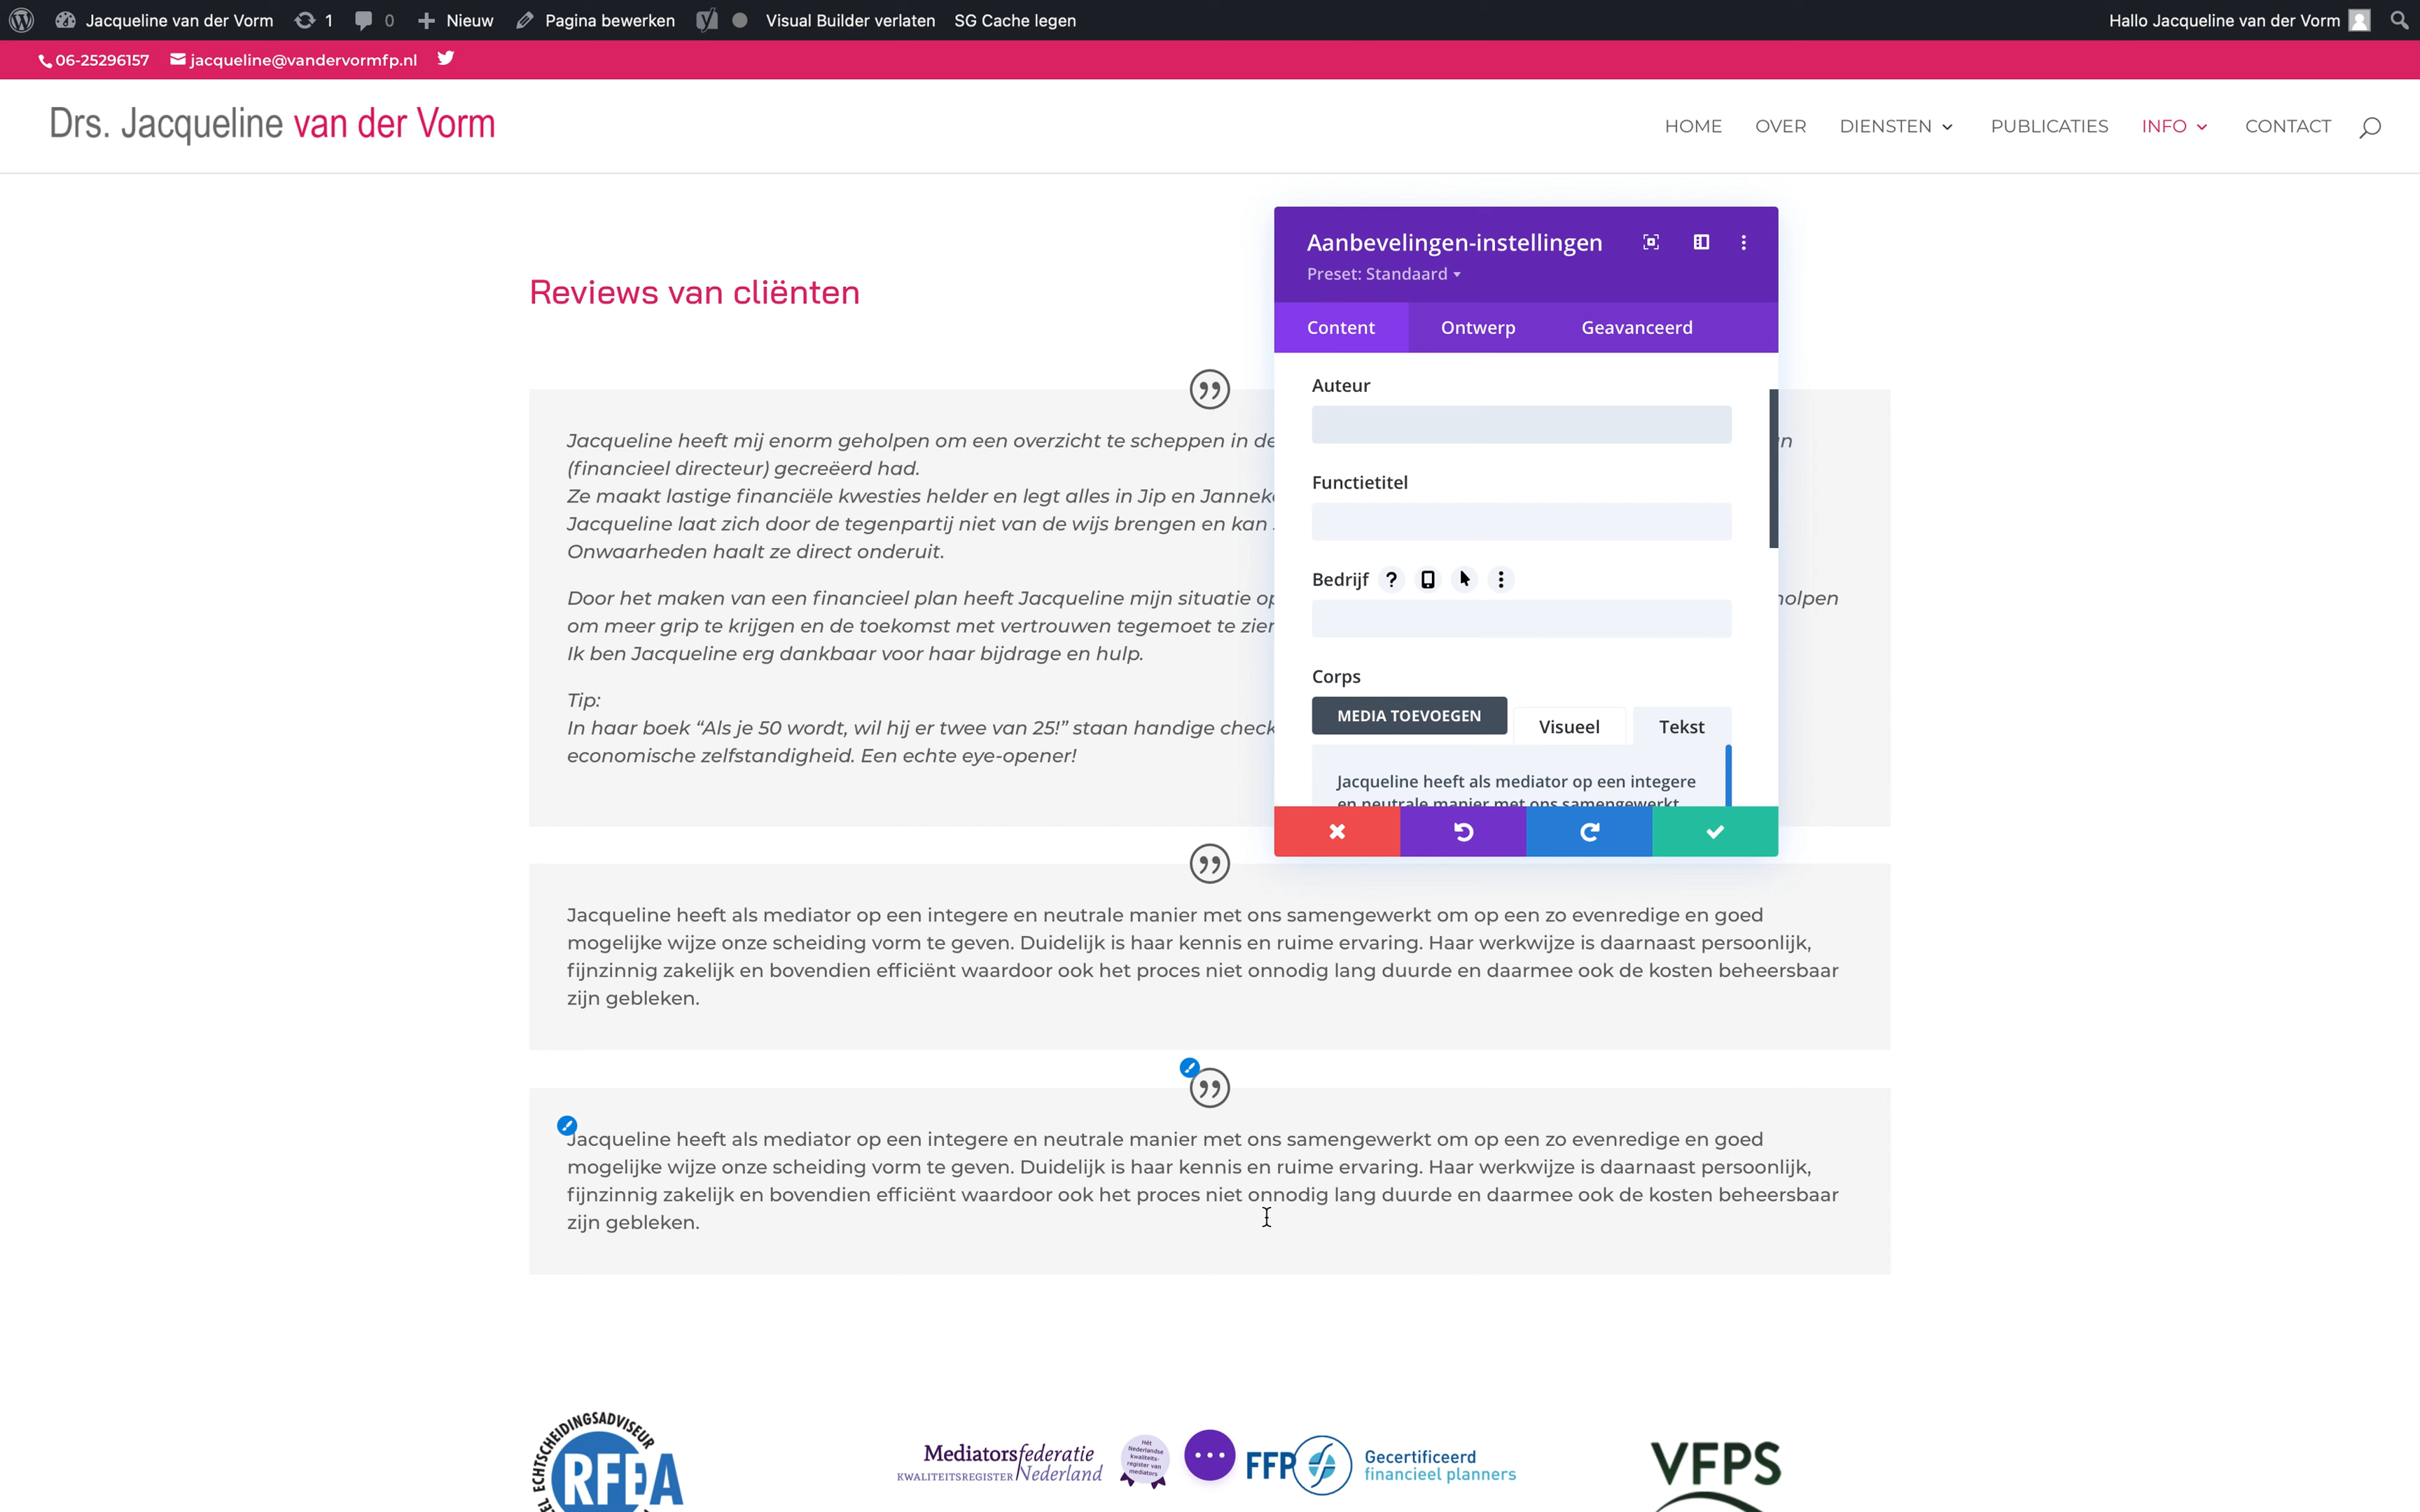 Jacqueline van der Vorm 1 0 Nieuw Pagina bewerken Visual Builder verlaten SG Cache legen Hallo Jacqueline van der Vorm
06-25296157 jacqueline@vandervormfp.nl
Drs. Jacqueline van der Vorm
HOME OVER DIENSTEN PUBLICATIES INFO CONTACT
Reviews van cliënten
Jacqueline heeft mij enorm geholpen om een overzicht te scheppen in de
(financieel directeur) gecreëerd had.
Ze maakt lastige financiële kwesties helder en legt alles in Jip en Janneke
Jacqueline laat zich door de tegenpartij niet van de wijs brengen en kan
Onwaarheden haalt ze direct onderuit.
Door het maken van een financieel plan heeft Jacqueline mijn situatie op holpen
om meer grip te krijgen en de toekomst met vertrouwen tegemoet te zien
Ik ben Jacqueline erg dankbaar voor haar bijdrage en hulp.
Tip:
In haar boek “Als je 50 wordt, wil hij er twee van 25!” staan handige check
economische zelfstandigheid. Een echte eye-opener!
Aanbevelingen-instellingen
Preset: Standaard
Content Ontwerp Geavanceerd
Auteur
Functietitel
Bedrijf ?
Corps
MEDIA TOEVOEGEN Visueel Tekst
Jacqueline heeft als mediator op een integere
en neutrale manier met ons samengewerkt
Jacqueline heeft als mediator op een integere en neutrale manier met ons samengewerkt om op een zo evenredige en goed
mogelijke wijze onze scheiding vorm te geven. Duidelijk is haar kennis en ruime ervaring. Haar werkwijze is daarnaast persoonlijk,
fijnzinnig zakelijk en bovendien efficiënt waardoor ook het proces niet onnodig lang duurde en daarmee ook de kosten beheersbaar
zijn gebleken.
Jacqueline heeft als mediator op een integere en neutrale manier met ons samengewerkt om op een zo evenredige en goed
mogelijke wijze onze scheiding vorm te geven. Duidelijk is haar kennis en ruime ervaring. Haar werkwijze is daarnaast persoonlijk,
fijnzinnig zakelijk en bovendien efficiënt waardoor ook het proces niet onnodig lang duurde en daarmee ook de kosten beheersbaar
zijn gebleken.
ECHTSCHEIDINGSADVISEUR
RFEA
Mediatorsfederatie
KWALITEITSREGISTER Nederland
Hét
Nederlandse
kwaliteits-
register van
mediators
FFP
Gecertificeerd
financieel planners
VFPS